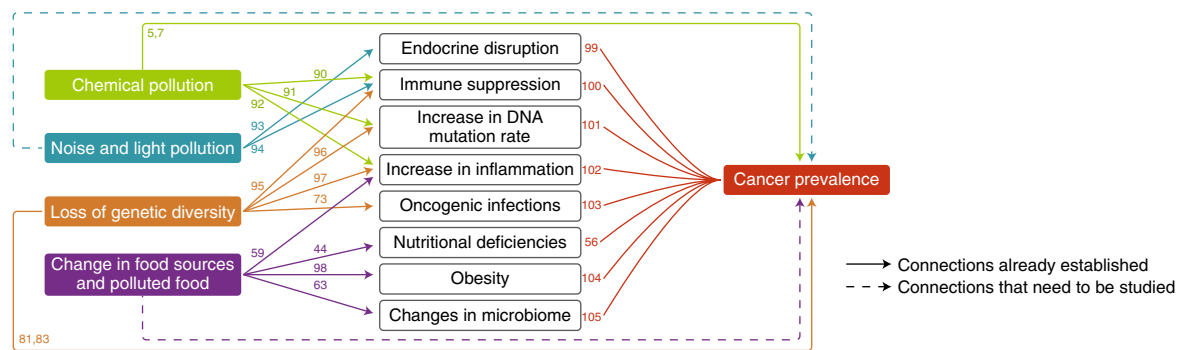 5,7
Chemical pollution
Noise and light pollution
Loss of genetic diversity
Change in food sources
and polluted food
90
91
92
93
94
95
96
97
73
59
44
98
63
81,83
Endocrine disruption
Immune suppression
Increase in DNA
mutation rate
Increase in inflammation
Oncogenic infections
Nutritional deficiencies
Obesity
Changes in microbiome
99
100
101
102
103
56
104
105
Cancer prevalence
Connections already established
Connections that need to be studied